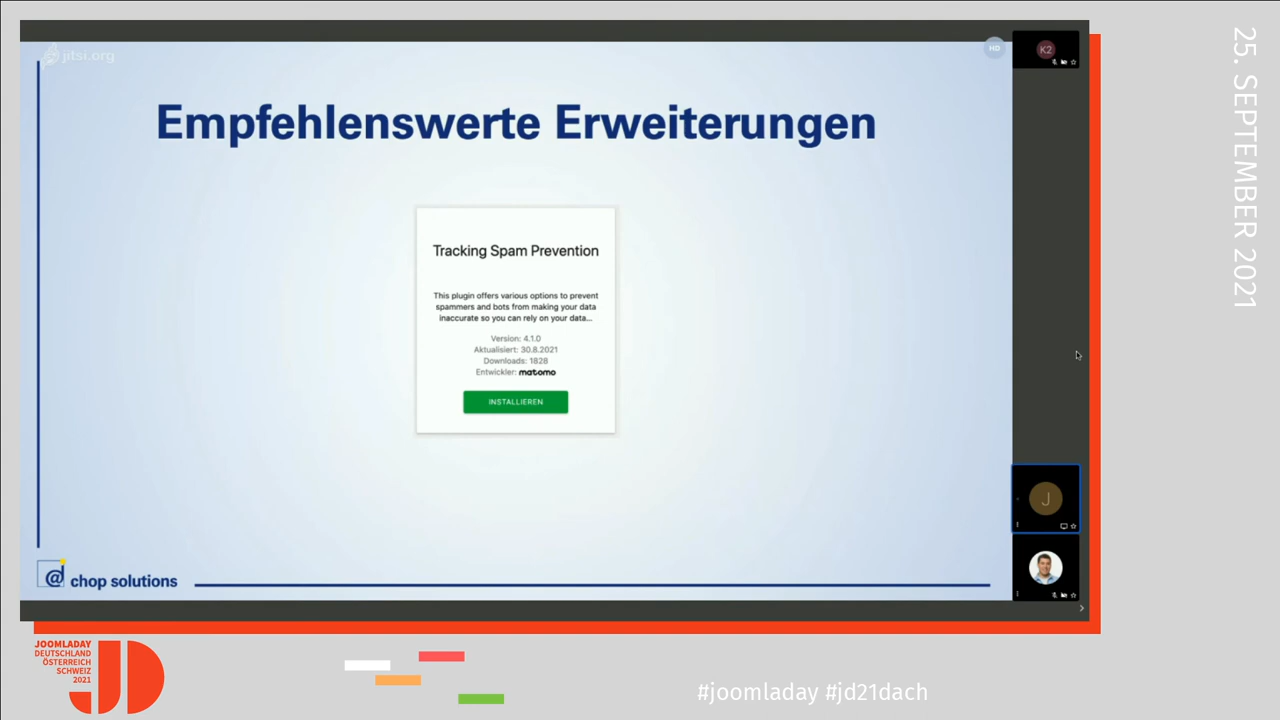 jitsi.org
HD
K2
Empfehlenswerte Erweiterungen
Tracking Spam Prevention
This plugin offers various options to prevent
spammers and bots from making your data
inaccurate so you can rely on your data...
Version: 4.1.0
Aktualisiert: 30.8.2021
Downloads: 1828
Entwickler: matomo
INSTALLIEREN
J
@d chop solutions
25. SEPTEMBER 2021
JOOMLADAY
DEUTSCHLAND
ÖSTERREICH
SCHWEIZ
2021
JD
#joomladay #jd21dach